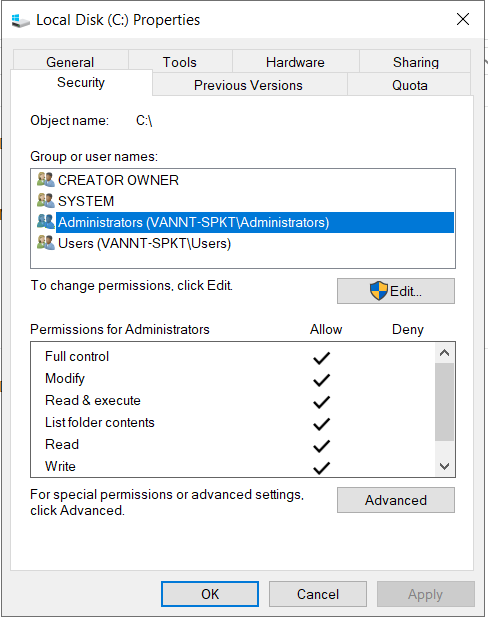 Local Disk (C:) Properties
General Tools Hardware Sharing
Security Previous Versions Quota
Object name: C:\
Group or user names:
CREATOR OWNER
SYSTEM
Administrators (VANNT-SPKT\Administrators)
Users (VANNT-SPKT\Users)
To change permissions, click Edit.
Edit...
Permissions for Administrators Allow Deny
Full control
Modify
Read & execute
List folder contents
Read
Write
For special permissions or advanced settings,
click Advanced.
Advanced
OK Cancel Apply